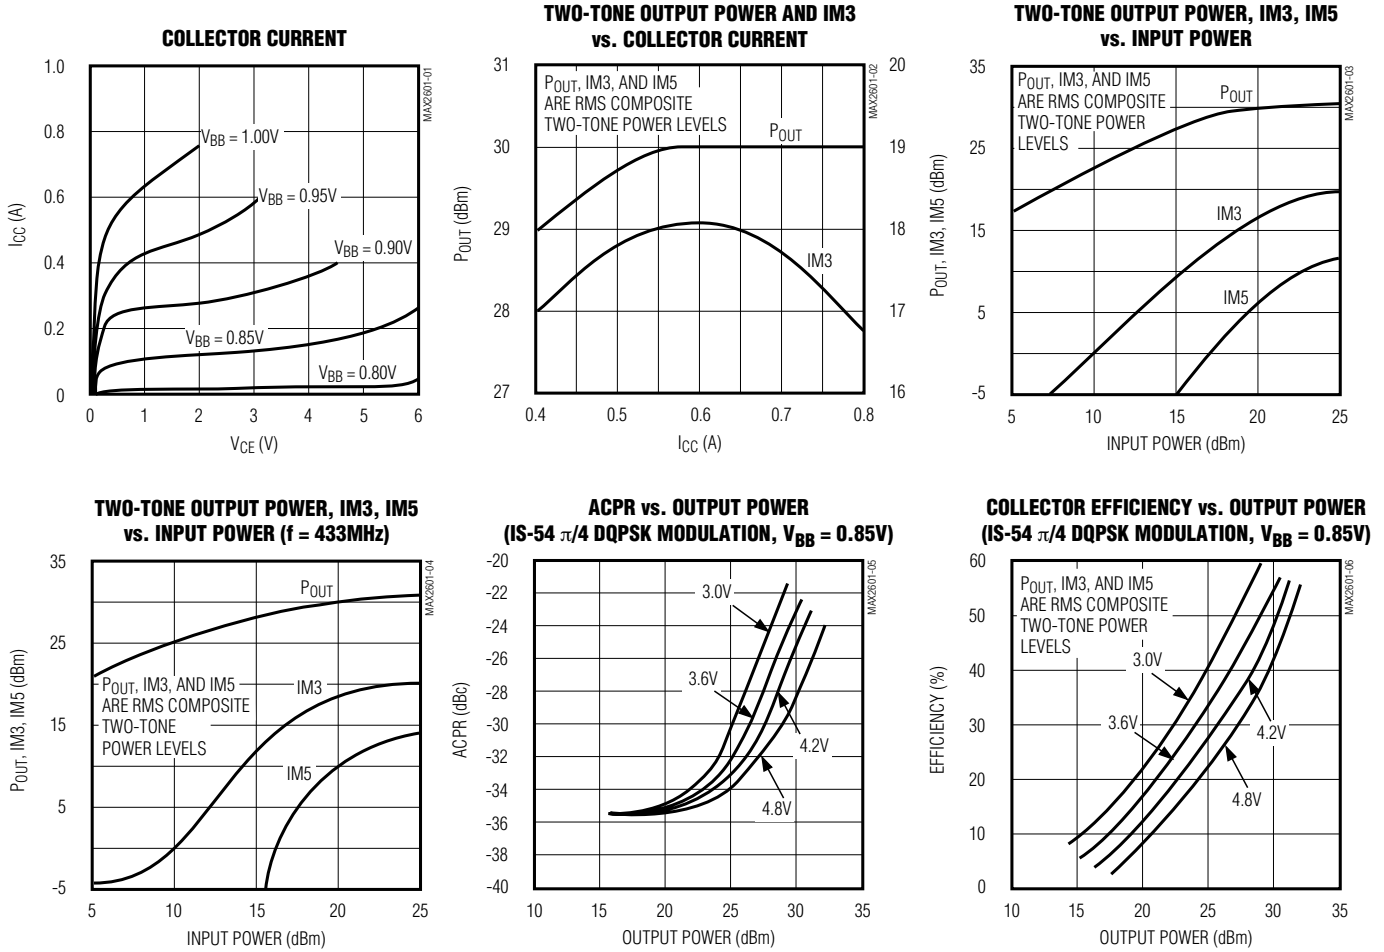 COLLECTOR CURRENT
MAX2601-01
1.0
0.8
0.6
0.4
0.2
0
ICC (A)
VBB = 1.00V
VBB = 0.95V
VBB = 0.90V
VBB = 0.85V
VBB = 0.80V
0 1 2 3 4 5 6
VCE (V)
TWO-TONE OUTPUT POWER AND IM3
vs. COLLECTOR CURRENT
MAX2601-02
31
30
29
28
27
POUT (dBm)
POUT, IM3, AND IM5
ARE RMS COMPOSITE
TWO-TONE POWER LEVELS
POUT
IM3
20
19
18
17
16
0.4 0.5 0.6 0.7 0.8
ICC (A)
TWO-TONE OUTPUT POWER, IM3, IM5
vs. INPUT POWER
MAX2601-03
35
25
15
5
-5
POUT, IM3, IM5 (dBm)
POUT, IM3, AND IM5
ARE RMS COMPOSITE
TWO-TONE POWER
LEVELS
POUT
IM3
IM5
5 10 15 20 25
INPUT POWER (dBm)
TWO-TONE OUTPUT POWER, IM3, IM5
vs. INPUT POWER (f = 433MHz)
MAX2601-04
35
25
15
5
-5
POUT, IM3, IM5 (dBm)
POUT
POUT, IM3, AND IM5
ARE RMS COMPOSITE
TWO-TONE
POWER LEVELS
IM3
IM5
5 10 15 20 25
INPUT POWER (dBm)
ACPR vs. OUTPUT POWER
(IS-54 π/4 DQPSK MODULATION, VBB = 0.85V)
MAX2601-05
-20
-22
-24
-26
-28
-30
-32
-34
-36
-38
-40
ACPR (dBc)
3.0V
3.6V
4.2V
4.8V
10 15 20 25 30 35
OUTPUT POWER (dBm)
COLLECTOR EFFICIENCY vs. OUTPUT POWER
(IS-54 π/4 DQPSK MODULATION, VBB = 0.85V)
MAX2601-06
60
50
40
30
20
10
0
EFFICIENCY (%)
POUT, IM3, AND IM5
ARE RMS COMPOSITE
TWO-TONE POWER
LEVELS
3.0V
3.6V
4.2V
4.8V
10 15 20 25 30 35
OUTPUT POWER (dBm)